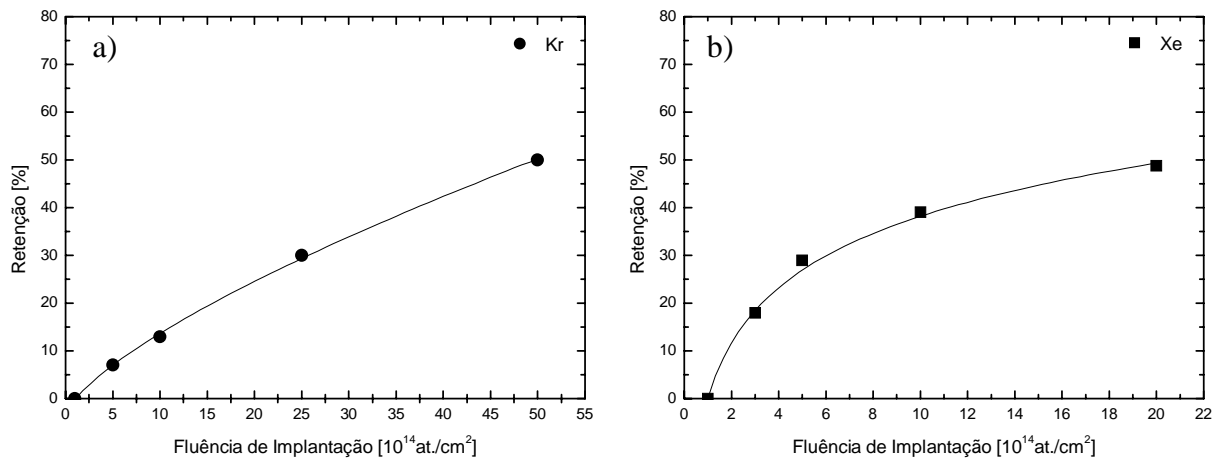 a)
Kr
80
70
60
50
40
30
20
10
0
Retenção [%]
0 5 10 15 20 25 30 35 40 45 50 55
Fluência de Implantação [10¹⁴at./cm²]
b)
Xe
80
70
60
50
40
30
20
10
0
Retenção [%]
0 2 4 6 8 10 12 14 16 18 20 22
Fluência de Implantação [10¹⁴at./cm²]